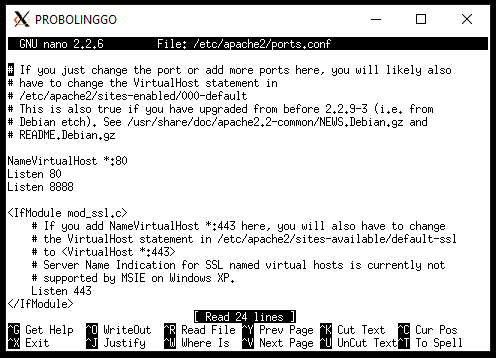 PROBOLINGGO
GNU nano 2.2.6 File: /etc/apache2/ports.conf
# If you just change the port or add more ports here, you will likely also
# have to change the VirtualHost statement in
# /etc/apache2/sites-enabled/000-default
# This is also true if you have upgraded from before 2.2.9-3 (i.e. from
# Debian etch). See /usr/share/doc/apache2.2-common/NEWS.Debian.gz and
# README.Debian.gz
NameVirtualHost *:80
Listen 80
Listen 8888
<IfModule mod_ssl.c>
# If you add NameVirtualHost *:443 here, you will also have to change
# the VirtualHost statement in /etc/apache2/sites-available/default-ssl
# to <VirtualHost *:443>
# Server Name Indication for SSL named virtual hosts is currently not
# supported by MSIE on Windows XP.
Listen 443
</IfModule>
[ Read 24 lines ]
^G Get Help ^O WriteOut ^R Read File ^Y Prev Page ^K Cut Text ^C Cur Pos
^X Exit ^J Justify ^W Where Is ^V Next Page ^U UnCut Text ^T To Spell